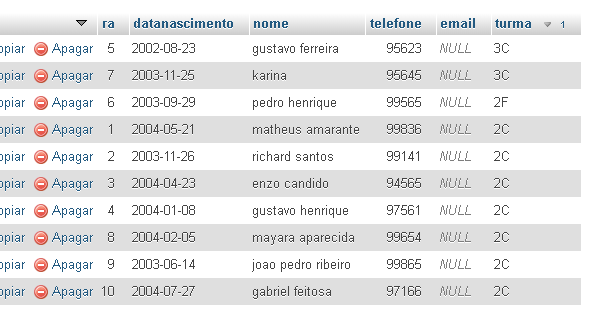 ra datanascimento nome telefone email turma 1
opiar Apagar 5 2002-08-23 gustavo ferreira 95623 NULL 3C
opiar Apagar 7 2003-11-25 karina 95645 NULL 3C
opiar Apagar 6 2003-09-29 pedro henrique 99565 NULL 2F
opiar Apagar 1 2004-05-21 matheus amarante 99836 NULL 2C
opiar Apagar 2 2003-11-26 richard santos 99141 NULL 2C
opiar Apagar 3 2004-04-23 enzo candido 94565 NULL 2C
opiar Apagar 4 2004-01-08 gustavo henrique 97561 NULL 2C
opiar Apagar 8 2004-02-05 mayara aparecida 99654 NULL 2C
opiar Apagar 9 2003-06-14 joao pedro ribeiro 99865 NULL 2C
opiar Apagar 10 2004-07-27 gabriel feitosa 97166 NULL 2C